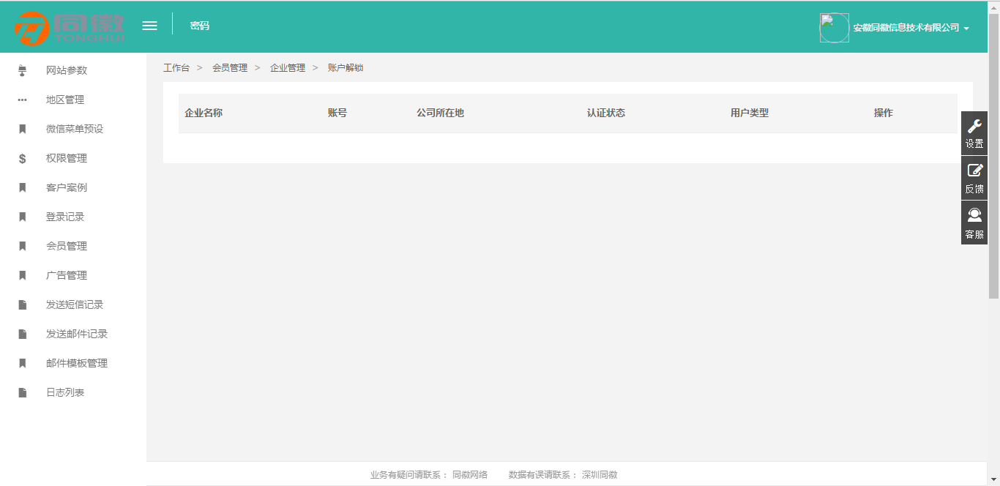 同徽
TONGHUI
密码
安徽同徽信息技术有限公司
网站参数
地区管理
微信菜单预设
权限管理
客户案例
登录记录
会员管理
广告管理
发送短信记录
发送邮件记录
邮件模板管理
日志列表
工作台 > 会员管理 > 企业管理 > 账户解锁
企业名称 账号 公司所在地 认证状态 用户类型 操作
设置
反馈
客服
业务有疑问请联系： 同徽网络 数据有误请联系： 深圳同徽